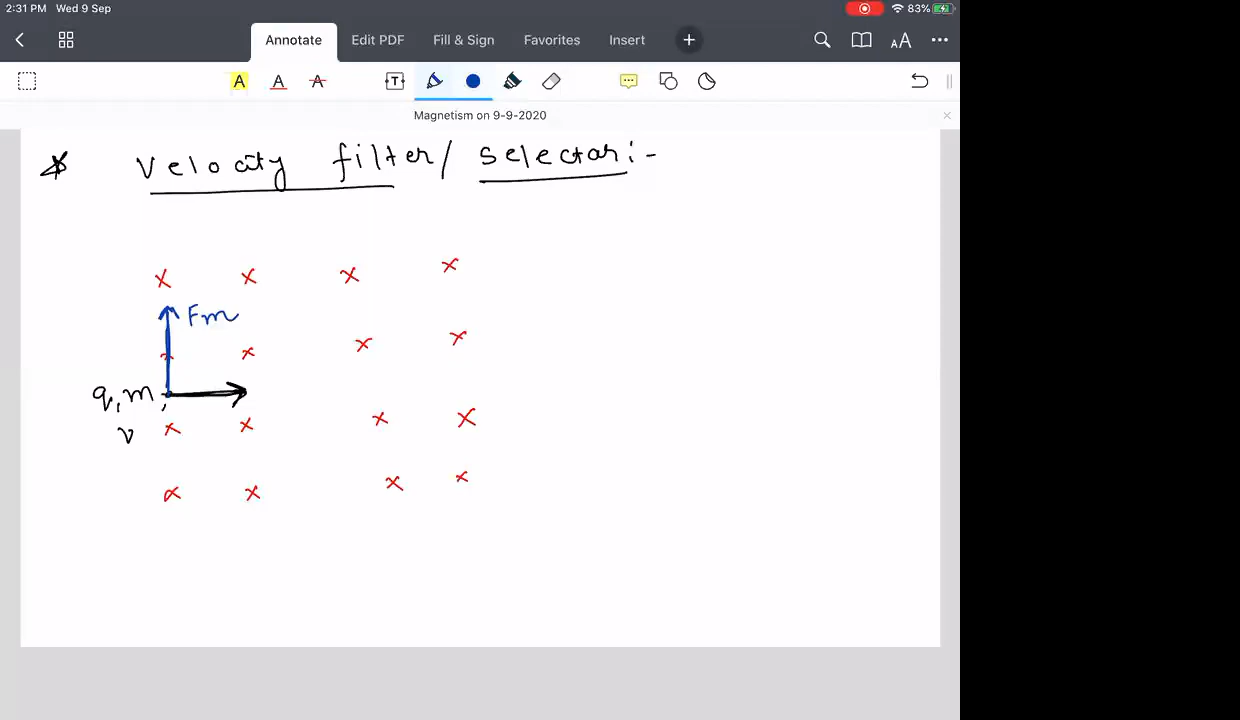 2:31 PM Wed 9 Sep 83%
Annotate Edit PDF Fill & Sign Favorites Insert + AA
A A A T
Magnetism on 9-9-2020
Velocity filter/ selector:-
x x x x
Fm
x x x x
q,m,
v
x x x x
x x x x